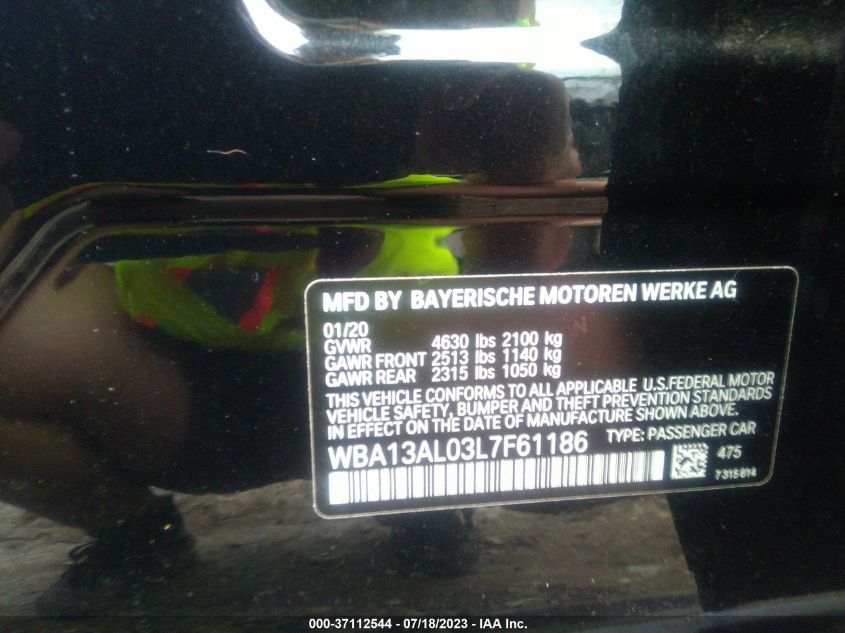 MFD BY BAYERISCHE MOTOREN WERKE AG
01/20
GVWR 4630 lbs 2100 kg
GAWR FRONT 2513 lbs 1140 kg
GAWR REAR 2315 lbs 1050 kg
THIS VEHICLE CONFORMS TO ALL APPLICABLE U.S.FEDERAL MOTOR
VEHICLE SAFETY, BUMPER AND THEFT PREVENTION STANDARDS
IN EFFECT ON THE DATE OF MANUFACTURE SHOWN ABOVE.
WBA13AL03L7F61186 TYPE: PASSENGER CAR
475
7315814
000-37112544 - 07/18/2023 - IAA Inc.